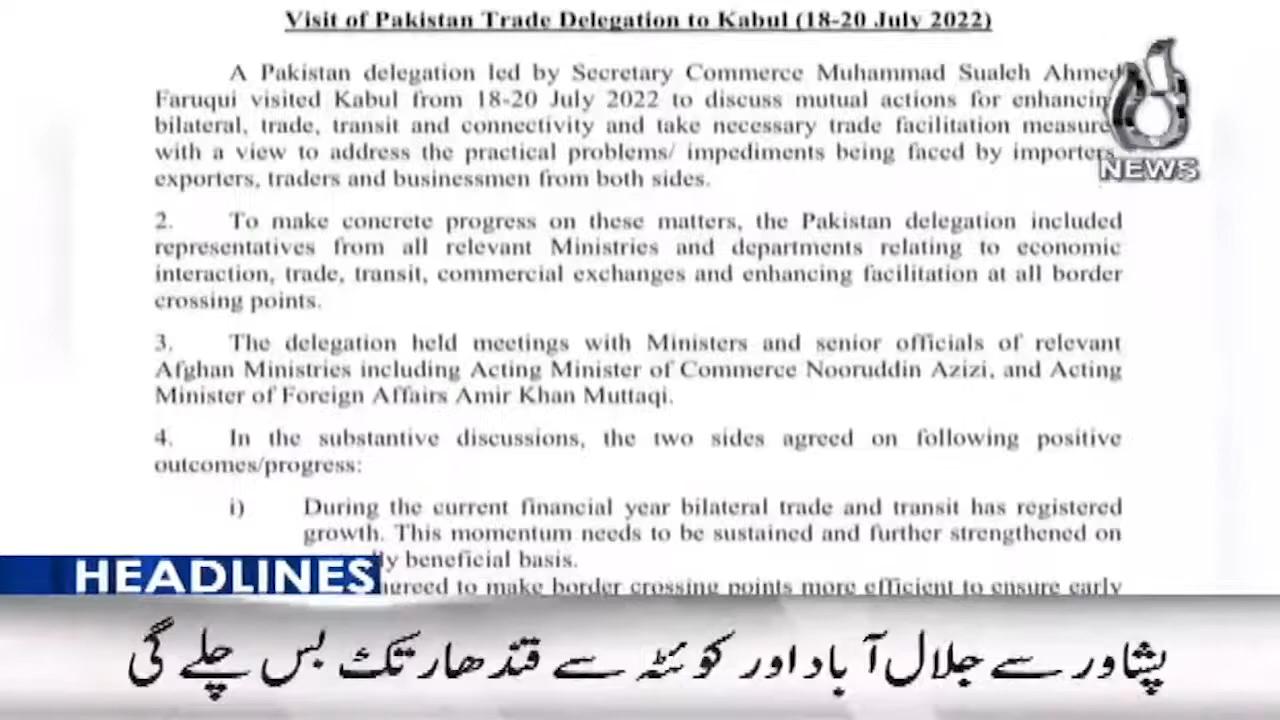 Visit of Pakistan Trade Delegation to Kabul (18-20 July 2022)
A Pakistan delegation led by Secretary Commerce Muhammad Sualeh Ahmed
Faruqui visited Kabul from 18-20 July 2022 to discuss mutual actions for enhancin
bilateral, trade, transit and connectivity and take necessary trade facilitation measure
with a view to address the practical problems/ impediments being faced by importers
exporters, traders and businessmen from both sides.
NEWS
2. To make concrete progress on these matters, the Pakistan delegation included
representatives from all relevant Ministries and departments relating to economic
interaction, trade, transit, commercial exchanges and enhancing facilitation at all border
crossing points.
3. The delegation held meetings with Ministers and senior officials of relevant
Afghan Ministries including Acting Minister of Commerce Nooruddin Azizi, and Acting
Minister of Foreign Affairs Amir Khan Muttaqi.
4. In the substantive discussions, the two sides agreed on following positive
outcomes/progress:
i) During the current financial year bilateral trade and transit has registered
growth. This momentum needs to be sustained and further strengthened on
ly beneficial basis.
agreed to make border crossing points more efficient to ensure early
HEADLINES
پشاور سے جلال آباد اور کوئٹہ سے قندھار تک بس چلے گی